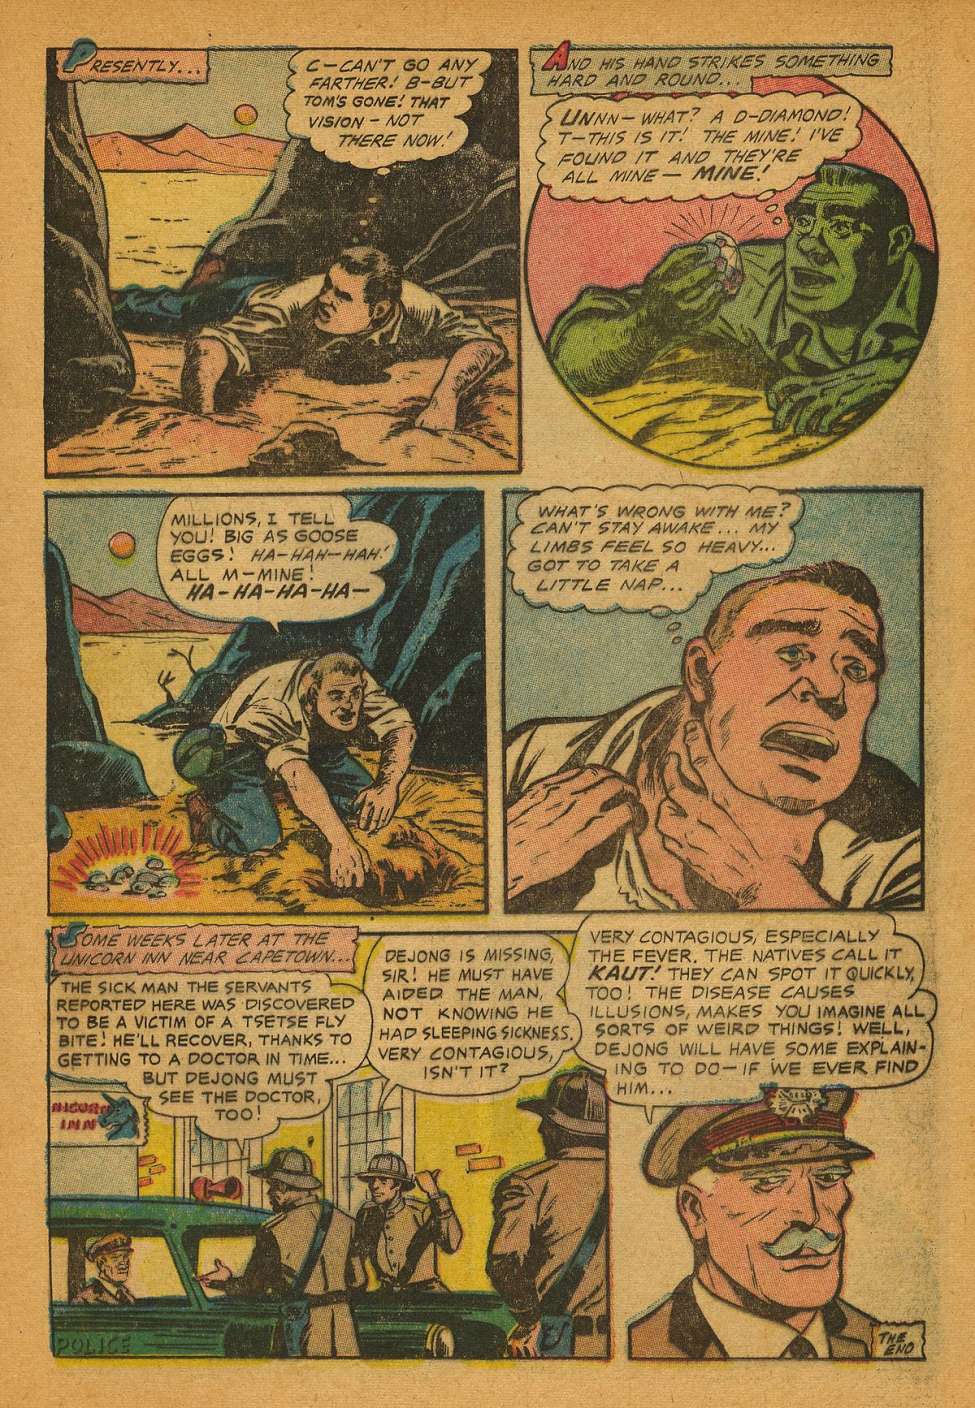 PRESENTLY...
C-CAN'T GO ANY
FARTHER! B-BUT
TOM'S GONE! THAT
VISION - NOT
THERE NOW!
AND HIS HAND STRIKES SOMETHING
HARD AND ROUND...
UNNN-WHAT? A D-DIAMOND!
T-THIS IS IT! THE MINE! I'VE
FOUND IT AND THEY'RE
ALL MINE - MINE!
MILLIONS, I TELL
YOU! BIG AS GOOSE
EGGS! HA-HAH-HAH!
ALL M-MINE!
HA-HA-HA-HA-
WHAT'S WRONG WITH ME?
CAN'T STAY AWAKE... MY
LIMBS FEEL SO HEAVY...
GOT TO TAKE A
LITTLE NAP...
SOME WEEKS LATER AT THE
UNICORN INN NEAR CAPETOWN...
THE SICK MAN THE SERVANTS
REPORTED HERE WAS DISCOVERED
TO BE A VICTIM OF A TSETSE FLY
BITE! HE'LL RECOVER, THANKS TO
GETTING TO A DOCTOR IN TIME...
BUT DEJONG MUST
SEE THE DOCTOR,
TOO!
DEJONG IS MISSING,
SIR! HE MUST HAVE
AIDED THE MAN,
NOT KNOWING HE
HAD SLEEPING SICKNESS.
VERY CONTAGIOUS,
ISN'T IT?
NICORN
INN
POLICE
VERY CONTAGIOUS, ESPECIALLY
THE FEVER. THE NATIVES CALL IT
KAUT! THEY CAN SPOT IT QUICKLY,
TOO! THE DISEASE CAUSES
ILLUSIONS, MAKES YOU IMAGINE ALL
SORTS OF WEIRD THINGS! WELL,
DEJONG WILL HAVE SOME EXPLAIN-
ING TO DO-IF WE EVER FIND
HIM...
THE
END